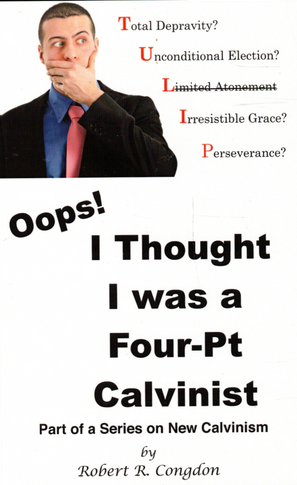 Total Depravity?
Unconditional Election?
Limited Atonement
Irresistible Grace?
Perseverance?
Oops!
I Thought
I was a
Four-Pt
Calvinist
Part of a Series on New Calvinism
by
Robert R. Congdon